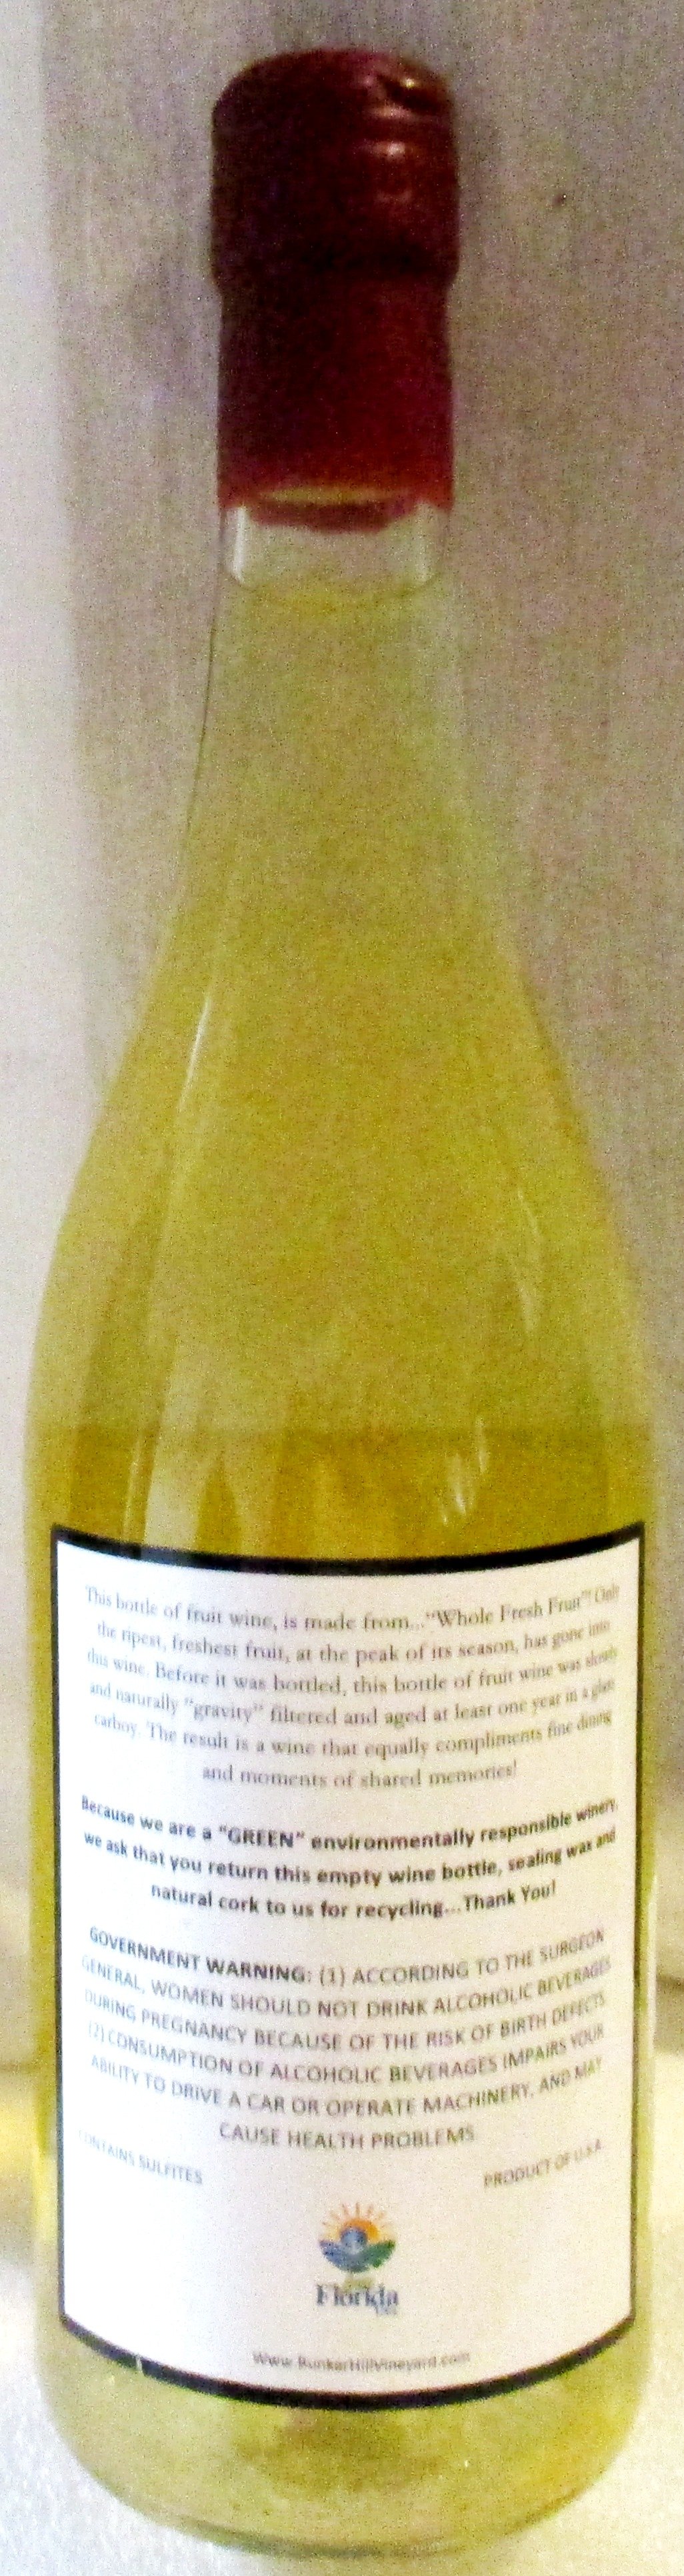 This bottle of fruit wine, is made from..."Whole Fresh Fruit"! Only
the ripest, freshest fruit, at the peak of its season, has gone into
this wine. Before it was bottled, this bottle of fruit wine was slowly
and naturally "gravity" filtered and aged at least one year in a glass
carboy. The result is a wine that equally compliments fine dining
and moments of shared memories!
Because we are a "GREEN" environmentally responsible winery,
we ask that you return this empty wine bottle, sealing wax and
natural cork to us for recycling...Thank You!
GOVERNMENT WARNING: (1) ACCORDING TO THE SURGEON
GENERAL, WOMEN SHOULD NOT DRINK ALCOHOLIC BEVERAGES
DURING PREGNANCY BECAUSE OF THE RISK OF BIRTH DEFECTS
(2) CONSUMPTION OF ALCOHOLIC BEVERAGES IMPAIRS YOUR
ABILITY TO DRIVE A CAR OR OPERATE MACHINERY, AND MAY
CAUSE HEALTH PROBLEMS
CONTAINS SULFITES
PRODUCT OF U.S.A.
Florida
Www.BunkerHillVineyard.com